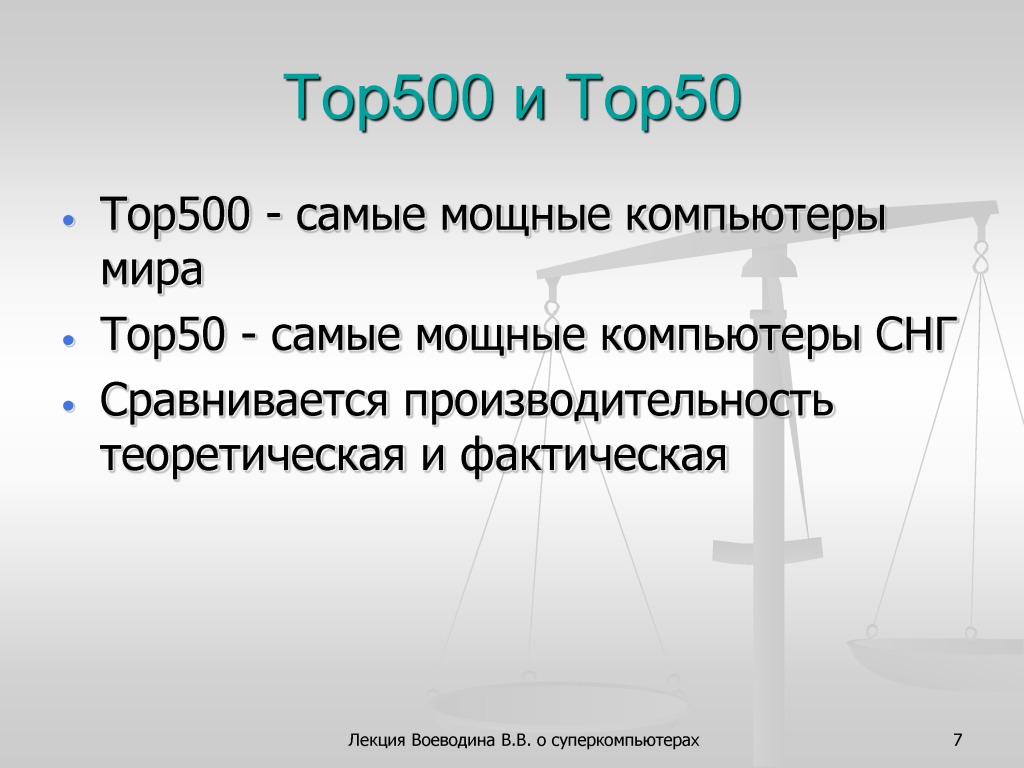 Top500 и Top50
• Top500 - самые мощные компьютеры
мира
• Top50 - самые мощные компьютеры СНГ
• Сравнивается производительность
теоретическая и фактическая
Лекция Воеводина В.В. о суперкомпьютерах
7